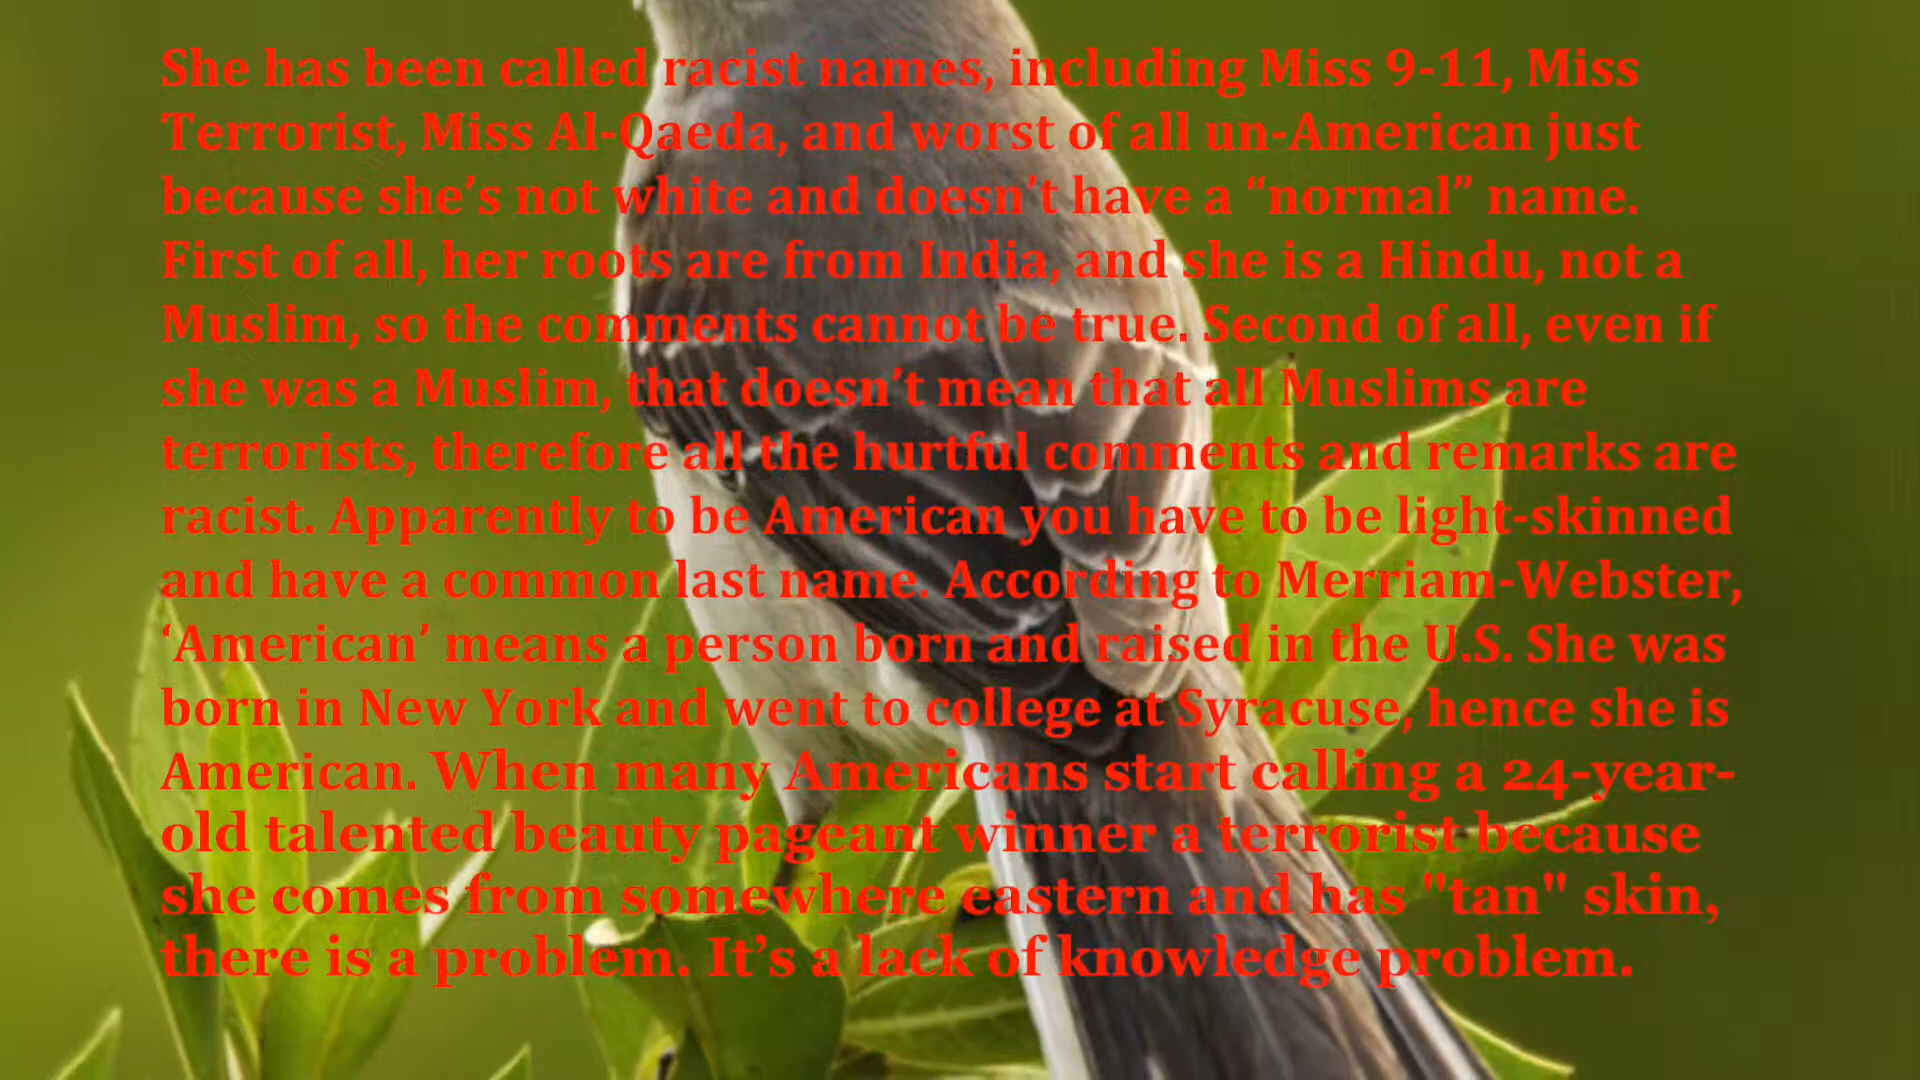 She has been called racist names, including Miss 9-11, Miss
Terrorist, Miss Al-Qaeda, and worst of all un-American just
because she’s not white and doesn’t have a “normal” name.
First of all, her roots are from India, and she is a Hindu, not a
Muslim, so the comments cannot be true. Second of all, even if
she was a Muslim, that doesn’t mean that all Muslims are
terrorists, therefore all the hurtful comments and remarks are
racist. Apparently to be American you have to be light-skinned
and have a common last name. According to Merriam-Webster,
‘American’ means a person born and raised in the U.S. She was
born in New York and went to college at Syracuse, hence she is
American. When many Americans start calling a 24-year-
old talented beauty pageant winner a terrorist because
she comes from somewhere eastern and has "tan" skin,
there is a problem. It’s a lack of knowledge problem.